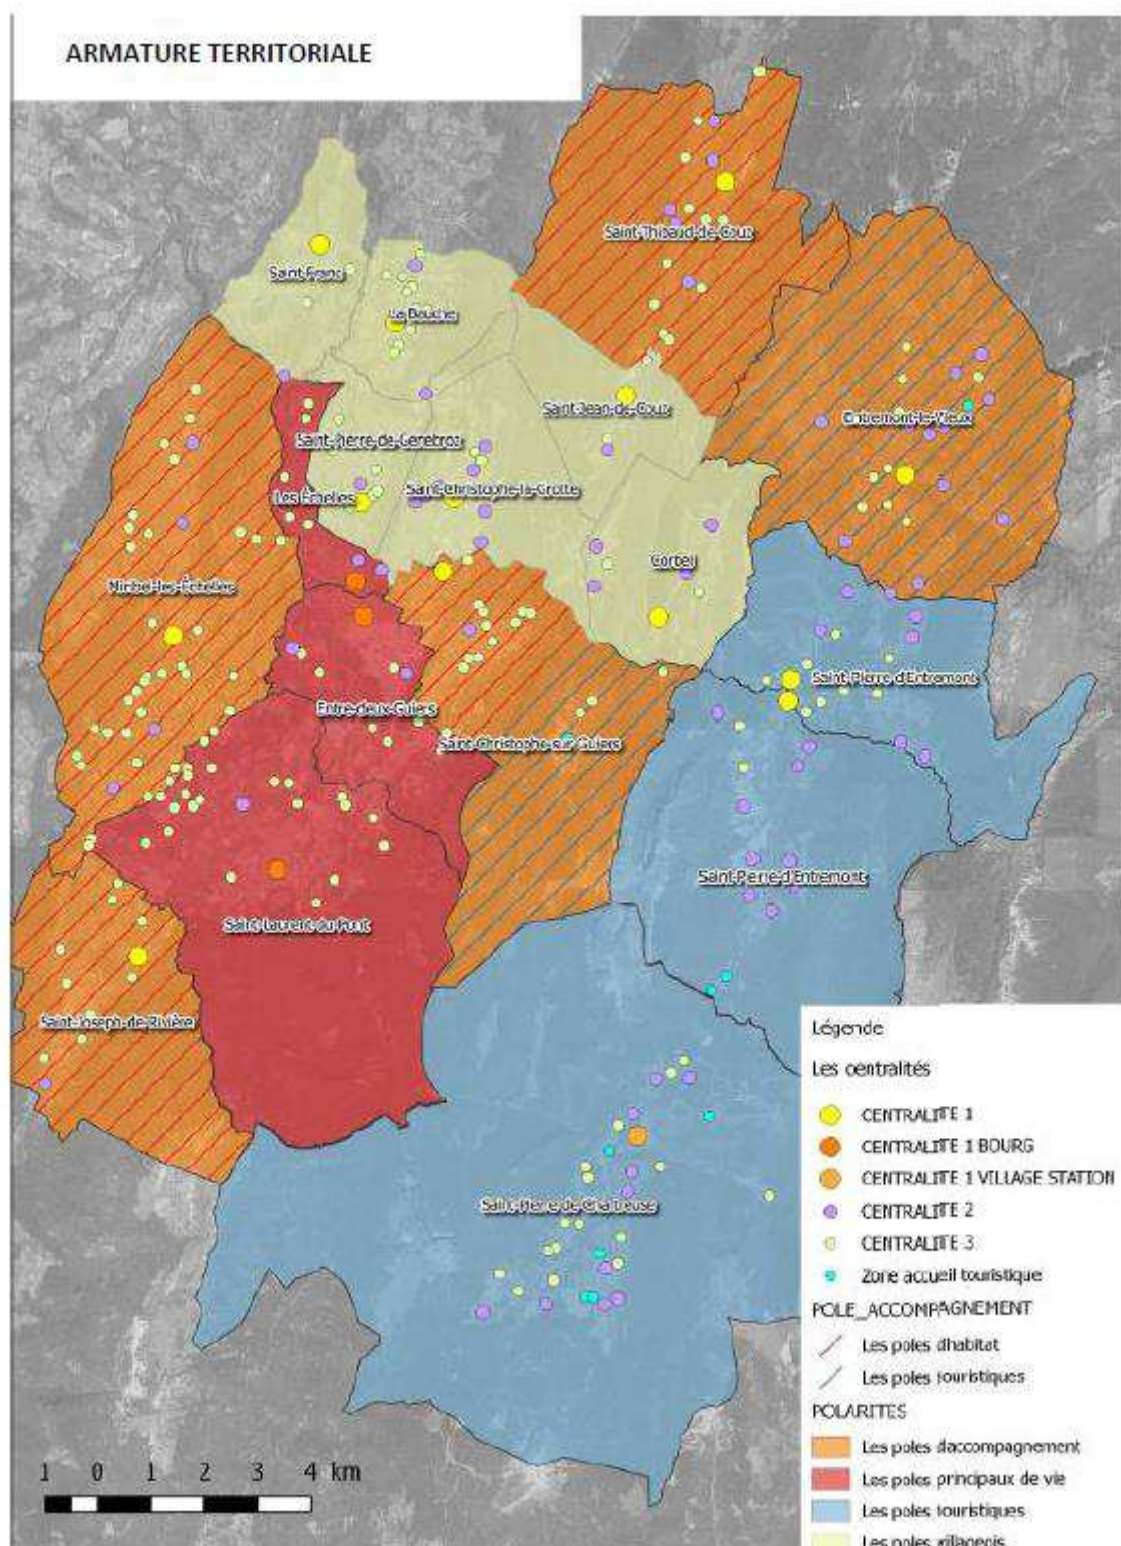 ARMATURE TERRITORIALE
Saint-Thibaud-de-Couz
Saint-Franc
La Bauche
Saint-Jean-de-Couz
Entremont-le-Vieux
Saint-Pierre-de-Genebroz
Les Échelles
Saint-Christophe-la-Grotte
Corbel
Miribel-les-Échelles
Saint-Pierre-d'Entremont
Entre-deux-Guiers
Saint-Christophe-sur-Guiers
Saint-Pierre-d'Entremont
Saint-Laurent-du-Pont
Saint-Joseph-de-Rivière
Saint-Pierre-de-Chartreuse
Légende
Les centralités
CENTRALITE 1
CENTRALITE 1 BOURG
CENTRALITE 1 VILLAGE STATION
CENTRALITE 2
CENTRALITE 3
Zone accueil touristique
POLE_ACCOMPAGNEMENT
Les poles dhabitat
Les poles touristiques
POLARITES
Les poles daccompagnement
Les poles principaux de vie
Les poles touristiques
Les poles villageois
1 0 1 2 3 4 km